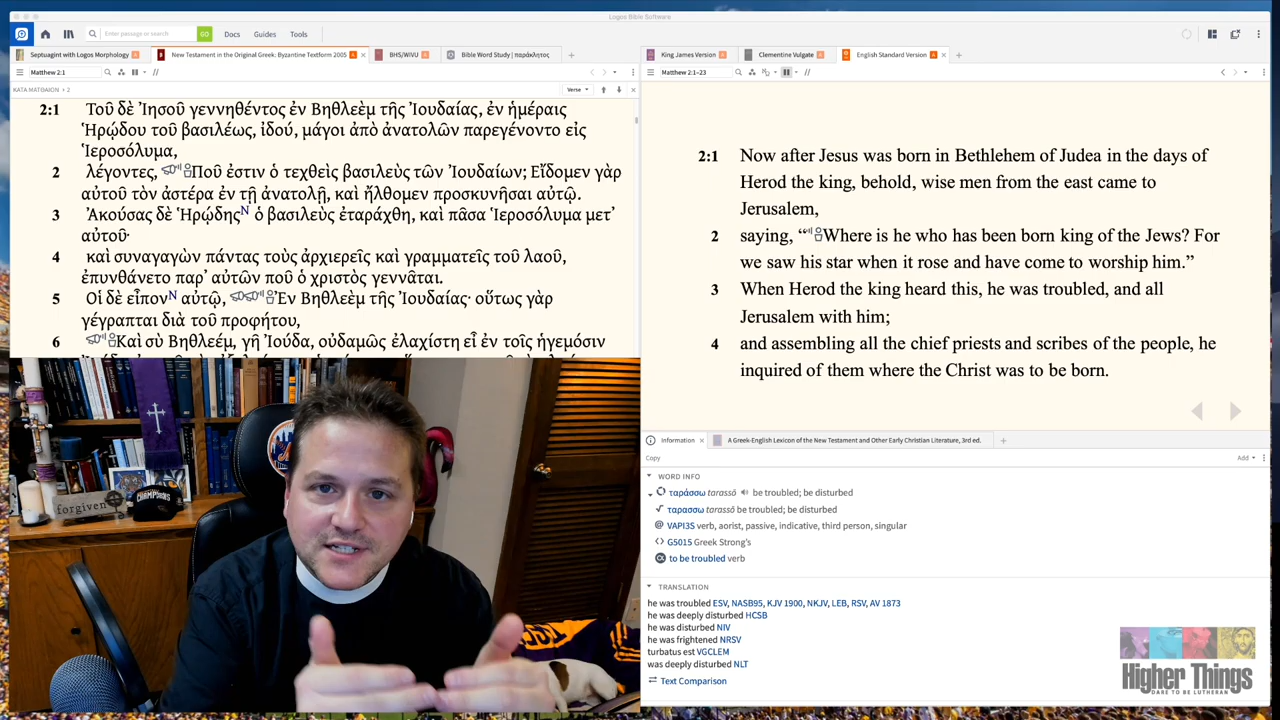 Logos Bible Software
Enter passage or search
GO
Docs
Guides
Tools
Septuagint with Logos Morphology A
New Testament in the Original Greek: Byzantine Textform 2005 A ×
BHS/WIVU A
Bible Word Study | παράκλητος
+
King James Version A
Clementine Vulgate A
English Standard Version A ×
+
Matthew 2:1
Matthew 2:1–23
ΚΑΤΑ ΜΑΤΘΑΙΟΝ › 2
Verse
2:1 Τοῦ δὲ Ἰησοῦ γεννηθέντος ἐν Βηθλεὲμ τῆς Ἰουδαίας, ἐν ἡμέραις
Ἡρῴδου τοῦ βασιλέως, ἰδού, μάγοι ἀπὸ ἀνατολῶν παρεγένοντο εἰς
Ἱεροσόλυμα,
2 λέγοντες, Ποῦ ἐστιν ὁ τεχθεὶς βασιλεὺς τῶν Ἰουδαίων; Εἴδομεν γὰρ
αὐτοῦ τὸν ἀστέρα ἐν τῇ ἀνατολῇ, καὶ ἤλθομεν προσκυνῆσαι αὐτῷ.
3 Ἀκούσας δὲ Ἡρῴδης N ὁ βασιλεὺς ἐταράχθη, καὶ πᾶσα Ἱεροσόλυμα μετ’
αὐτοῦ·
4 καὶ συναγαγὼν πάντας τοὺς ἀρχιερεῖς καὶ γραμματεῖς τοῦ λαοῦ,
ἐπυνθάνετο παρ’ αὐτῶν ποῦ ὁ χριστὸς γεννᾶται.
5 Οἱ δὲ εἶπον N αὐτῷ, Ἐν Βηθλεὲμ τῆς Ἰουδαίας· οὕτως γὰρ
γέγραπται διὰ τοῦ προφήτου,
6 Καὶ σὺ Βηθλεέμ, γῆ Ἰούδα, οὐδαμῶς ἐλαχίστη εἶ ἐν τοῖς ἡγεμόσιν
2:1 Now after Jesus was born in Bethlehem of Judea in the days of
Herod the king, behold, wise men from the east came to
Jerusalem,
2 saying, “Where is he who has been born king of the Jews? For
we saw his star when it rose and have come to worship him.”
3 When Herod the king heard this, he was troubled, and all
Jerusalem with him;
4 and assembling all the chief priests and scribes of the people, he
inquired of them where the Christ was to be born.
Information ×
A Greek-English Lexicon of the New Testament and Other Early Christian Literature, 3rd ed.
+
Copy
Add
WORD INFO
ταράσσω tarassō be troubled; be disturbed
ταρασσω tarassō be troubled; be disturbed
@ VAPI3S verb, aorist, passive, indicative, third person, singular
G5015 Greek Strong’s
to be troubled verb
TRANSLATION
he was troubled ESV, NASB95, KJV 1900, NKJV, LEB, RSV, AV 1873
he was deeply disturbed HCSB
he was disturbed NIV
he was frightened NRSV
turbatus est VGCLEM
was deeply disturbed NLT
Text Comparison
forgiven
CHAMPIONS
Higher Things
DARE TO BE LUTHERAN